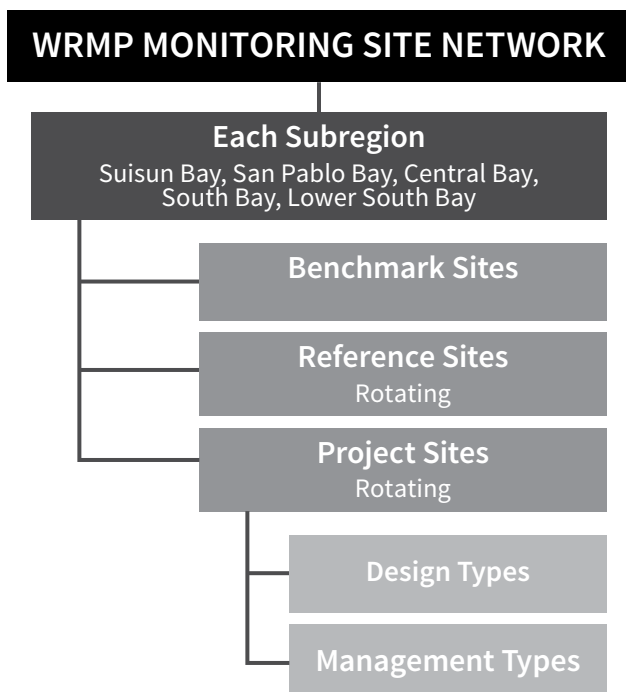 WRMP MONITORING SITE NETWORK
Each Subregion
Suisun Bay, San Pablo Bay, Central Bay,
South Bay, Lower South Bay
Benchmark Sites
Reference Sites
Rotating
Project Sites
Rotating
Design Types
Management Types